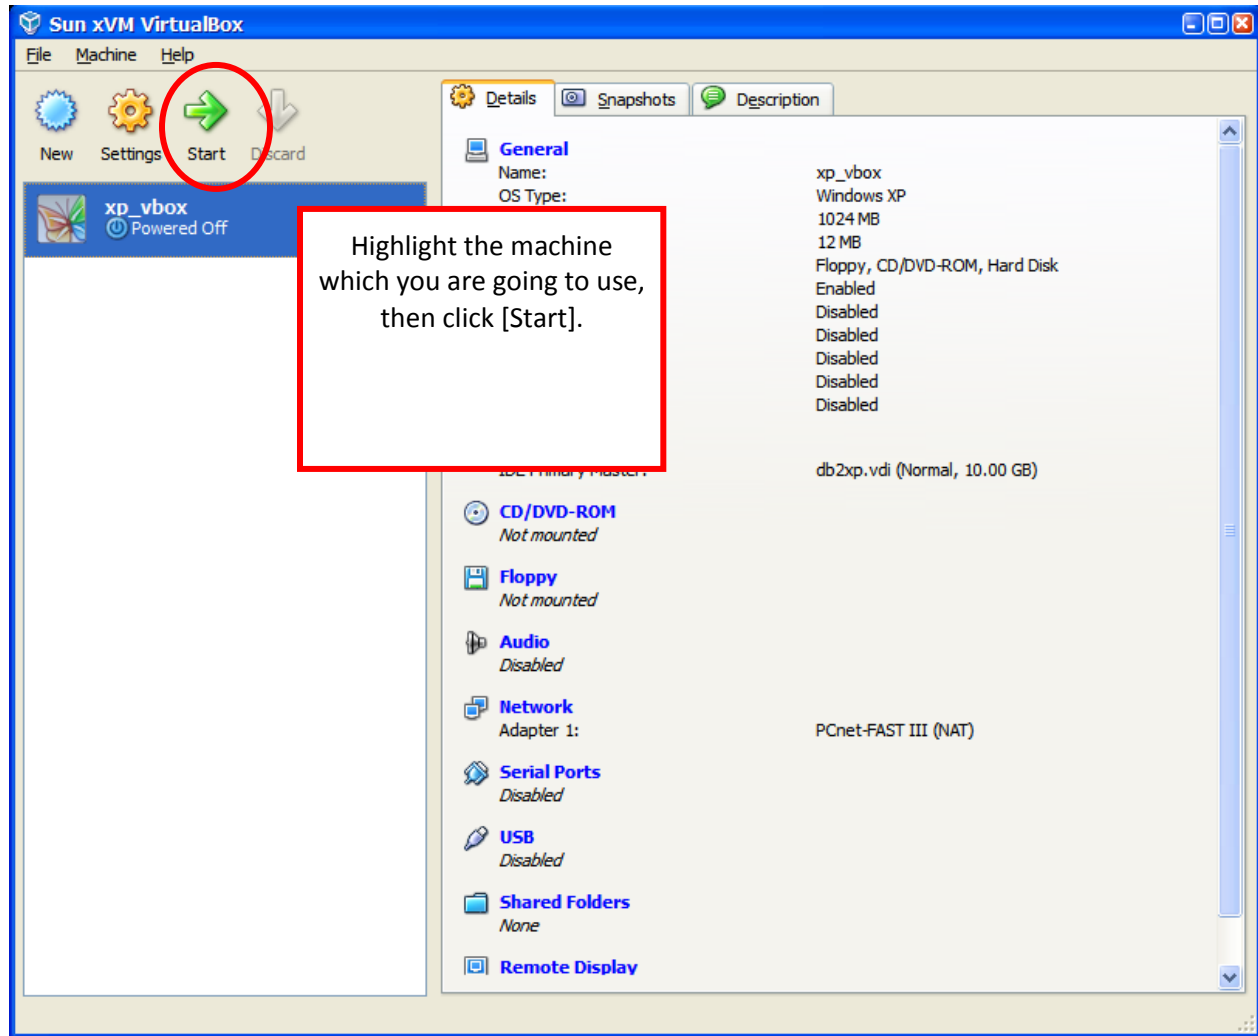 Sun xVM VirtualBox
File Machine Help
New Settings Start Discard
xp_vbox
Powered Off
Details Snapshots Description
General
Name: xp_vbox
OS Type: Windows XP
1024 MB
12 MB
Floppy, CD/DVD-ROM, Hard Disk
Enabled
Disabled
Disabled
Disabled
Disabled
Disabled
Highlight the machine
which you are going to use,
then click [Start].
IDE Primary Master: db2xp.vdi (Normal, 10.00 GB)
CD/DVD-ROM
Not mounted
Floppy
Not mounted
Audio
Disabled
Network
Adapter 1: PCnet-FAST III (NAT)
Serial Ports
Disabled
USB
Disabled
Shared Folders
None
Remote Display